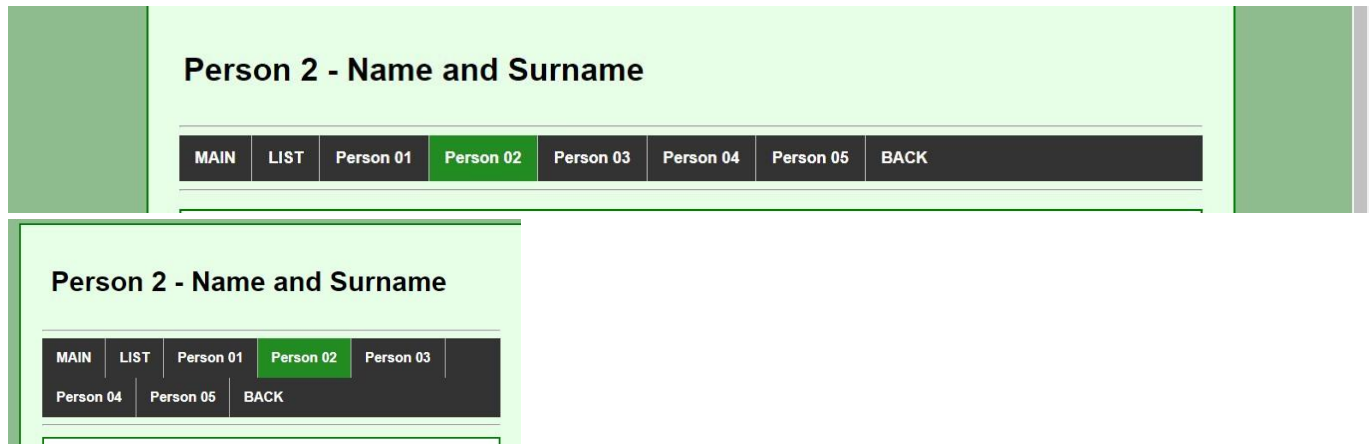 Person 2 - Name and Surname
MAIN LIST Person 01 Person 02 Person 03 Person 04 Person 05 BACK
Person 2 - Name and Surname
MAIN LIST Person 01 Person 02 Person 03
Person 04 Person 05 BACK